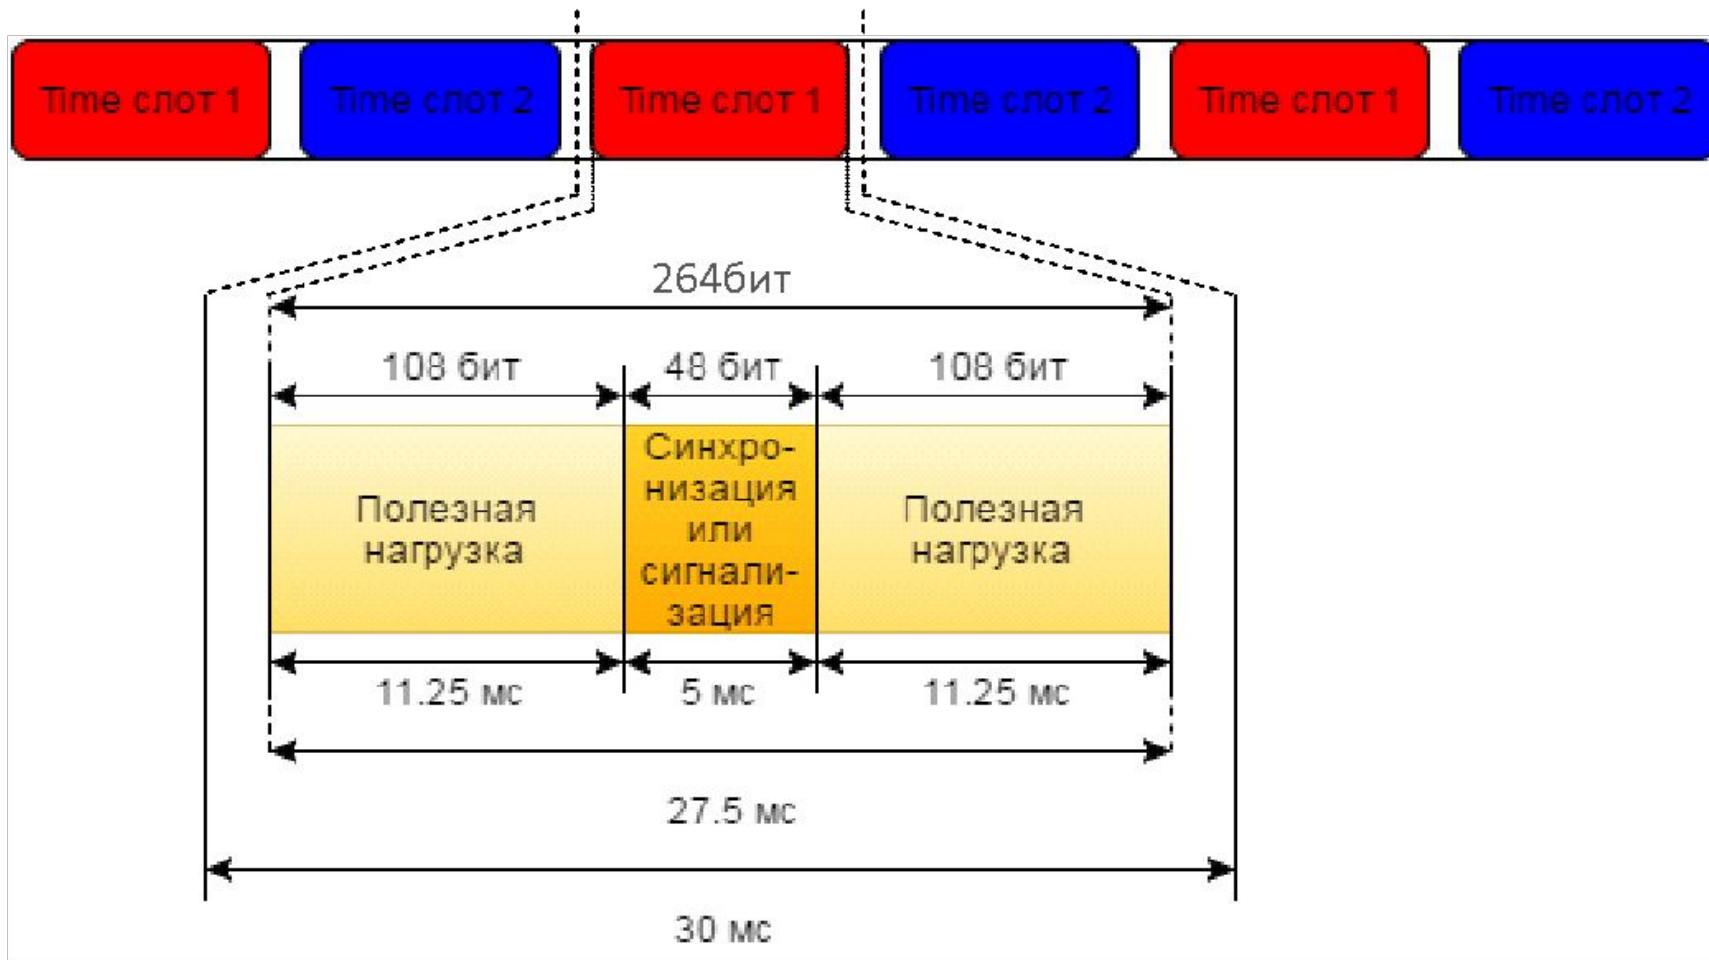 Time слот 1 Time слот 2 Time слот 1 Time слот 2 Time слот 1 Time слот 2
264бит
108 бит 48 бит 108 бит
Полезная
нагрузка
Синхро-
низация
или
сигнали-
зация
Полезная
нагрузка
11.25 мс 5 мс 11.25 мс
27.5 мс
30 мс